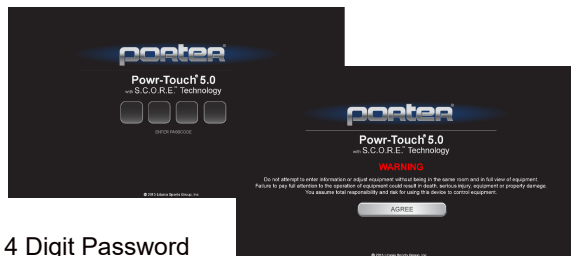 PORTER®
Powr-Touch® 5.0
with S.C.O.R.E.™ Technology
ENTER PASSCODE
© 2013 Litania Sports Group, Inc
4 Digit Password
PORTER®
Powr-Touch® 5.0
with S.C.O.R.E.™ Technology
WARNING
Do not attempt to enter information or adjust equipment without being in the same room and in full view of equipment.
Failure to pay full attention to the operation of equipment could result in death, serious injury, equipment or property damage.
You assume total responsibility and risk for using this device to control equipment.
AGREE
© 2013 Litania Sports Group, Inc